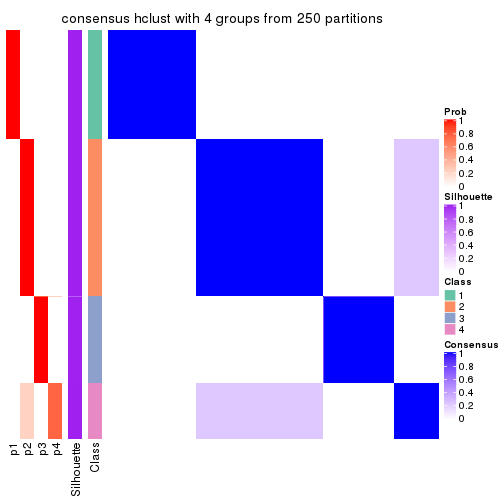 consensus hclust with 4 groups from 250 partitions
Prob
1
0.8
0.6
0.4
0.2
0
Silhouette
1
0.8
0.6
0.4
0.2
0
Class
1
2
3
4
Consensus
1
0.8
0.6
0.4
0.2
0
p1
p2
p3
p4
Silhouette
Class